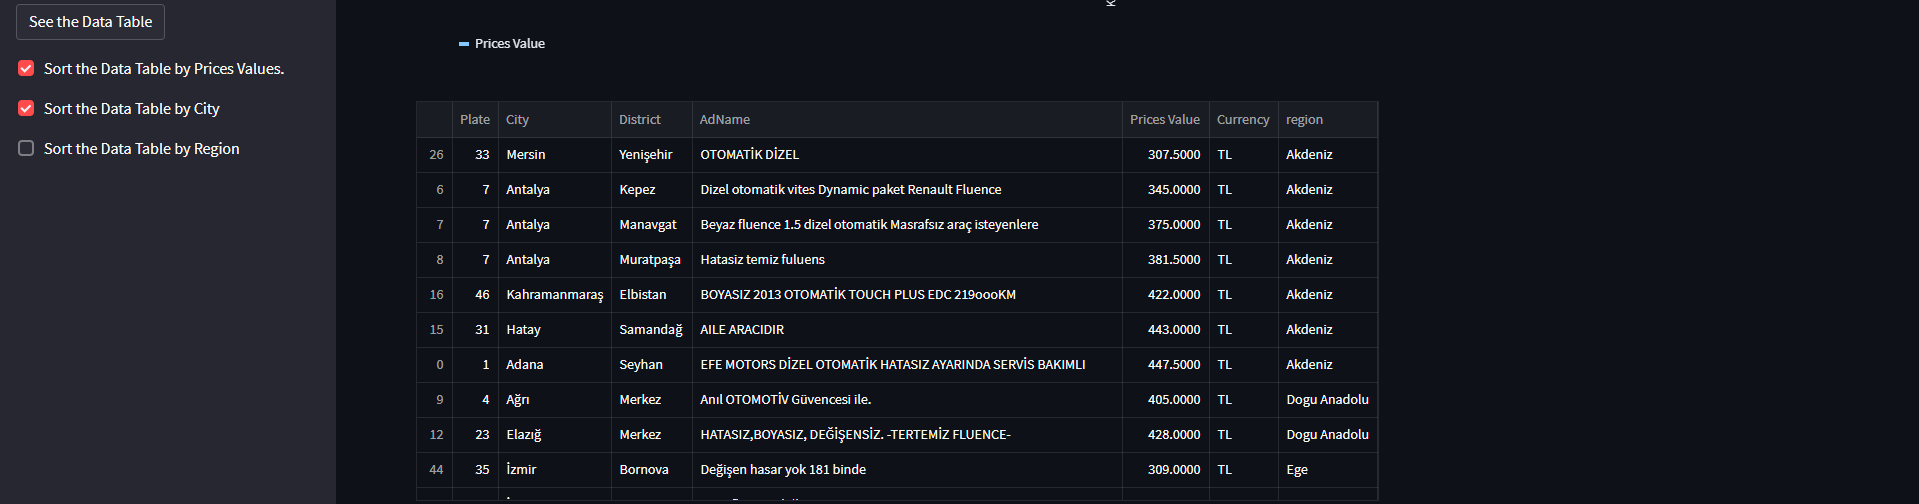 See the Data Table
Sort the Data Table by Prices Values.
Sort the Data Table by City
Sort the Data Table by Region
Prices Value
Plate City District AdName Prices Value Currency region
26 33 Mersin Yenişehir OTOMATİK DİZEL 307.5000 TL Akdeniz
6 7 Antalya Kepez Dizel otomatik vites Dynamic paket Renault Fluence 345.0000 TL Akdeniz
7 7 Antalya Manavgat Beyaz fluence 1.5 dizel otomatik Masrafsız araç isteyenlere 375.0000 TL Akdeniz
8 7 Antalya Muratpaşa Hatasiz temiz fuluens 381.5000 TL Akdeniz
16 46 Kahramanmaraş Elbistan BOYASIZ 2013 OTOMATİK TOUCH PLUS EDC 219oooKM 422.0000 TL Akdeniz
15 31 Hatay Samandağ AILE ARACIDIR 443.0000 TL Akdeniz
0 1 Adana Seyhan EFE MOTORS DİZEL OTOMATİK HATASIZ AYARINDA SERVİS BAKIMLI 447.5000 TL Akdeniz
9 4 Ağrı Merkez Anıl OTOMOTİV Güvencesi ile. 405.0000 TL Dogu Anadolu
12 23 Elazığ Merkez HATASIZ,BOYASIZ, DEĞİŞENSİZ. -TERTEMİZ FLUENCE- 428.0000 TL Dogu Anadolu
44 35 İzmir Bornova Değişen hasar yok 181 binde 309.0000 TL Ege